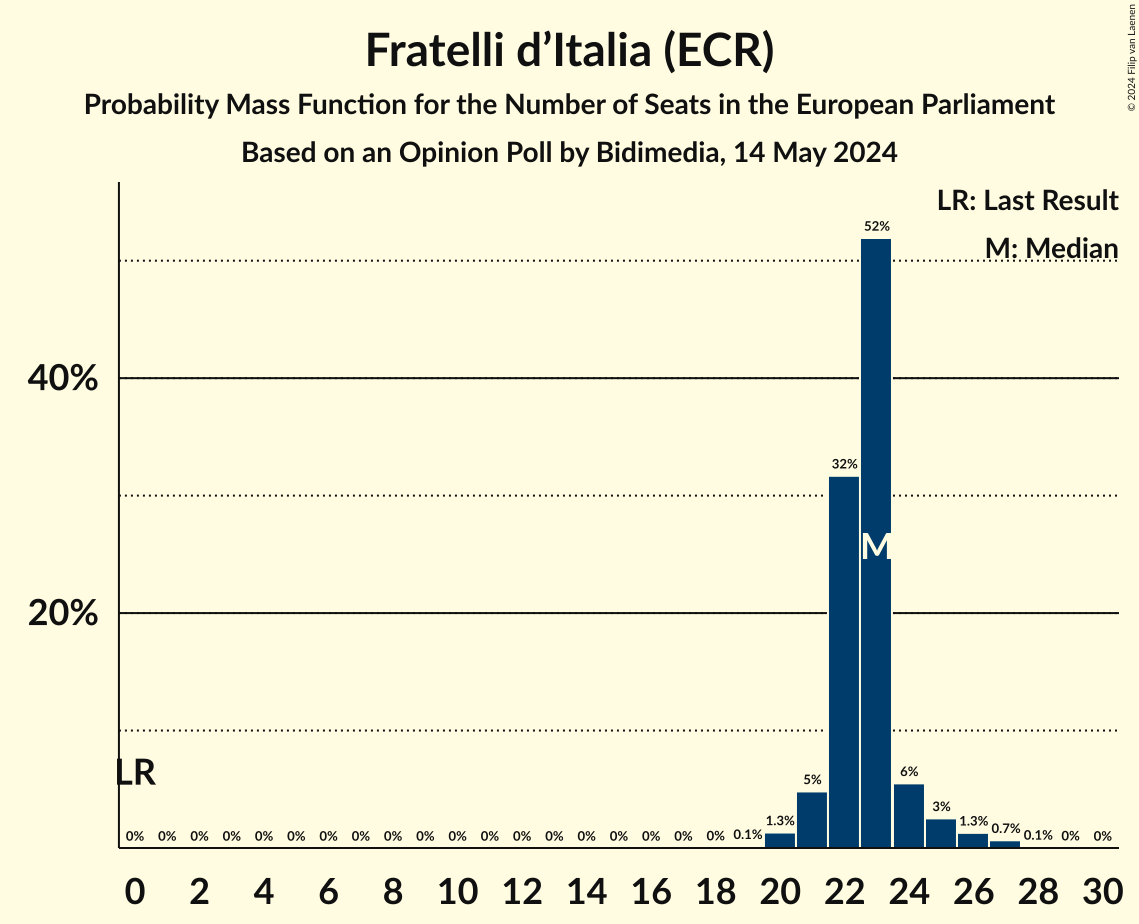 Fratelli d’Italia (ECR)
Probability Mass Function for the Number of Seats in the European Parliament
Based on an Opinion Poll by Bidimedia, 14 May 2024
© 2024 Filip van Laenen
LR: Last Result
M: Median
52%
40%
32%
M
20%
LR
0% 0% 0% 0% 0% 0% 0% 0% 0% 0% 0% 0% 0% 0% 0% 0% 0% 0% 0% 0.1% 1.3% 5% 6% 3% 1.3% 0.7% 0.1% 0% 0%
0 2 4 6 8 10 12 14 16 18 20 22 24 26 28 30